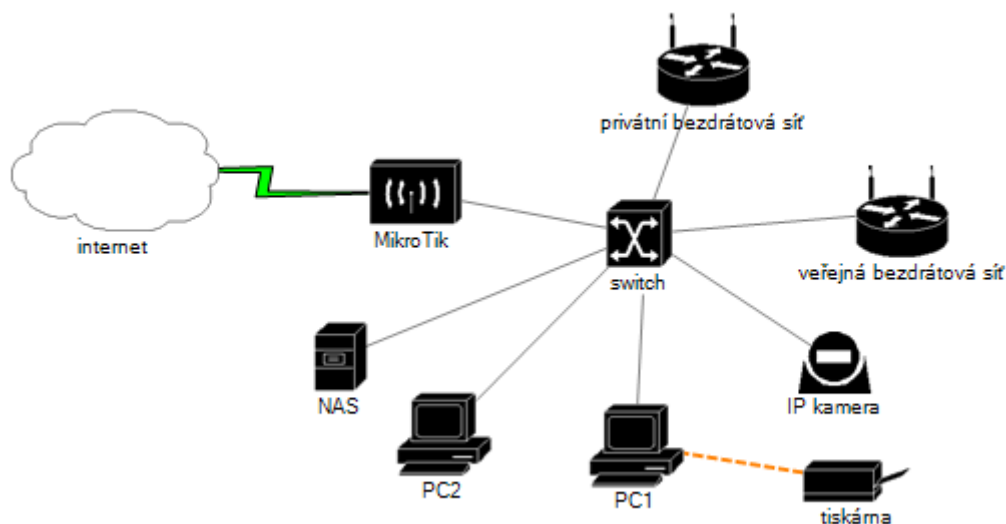 privátní bezdrátová síť
internet
MikroTik
switch
veřejná bezdrátová síť
NAS
IP kamera
PC2
PC1
tiskárna